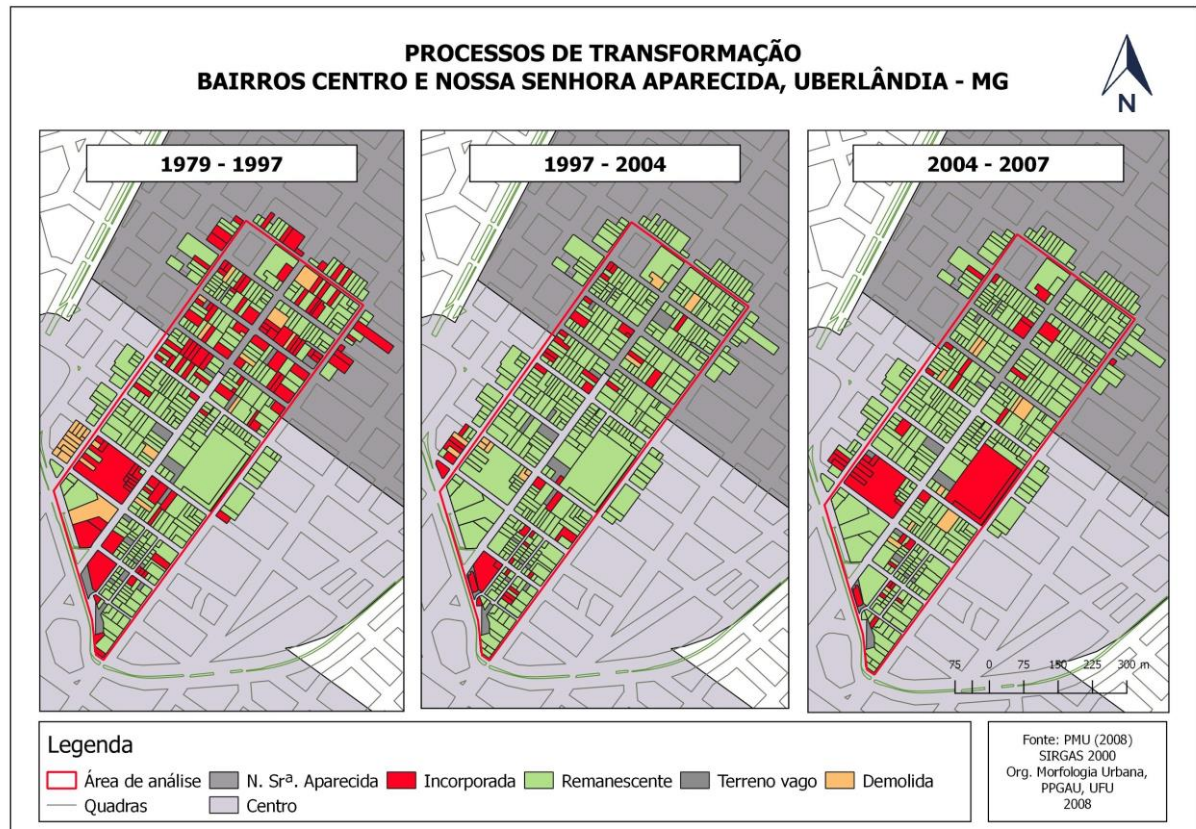 PROCESSOS DE TRANSFORMAÇÃO
BAIRROS CENTRO E NOSSA SENHORA APARECIDA, UBERLÂNDIA - MG
N
1979 - 1997
1997 - 2004
2004 - 2007
75 0 75 150 225 300 m
Legenda
Área de análise N. Srª. Aparecida Incorporada Remanescente Terreno vago Demolida
Quadras Centro
Fonte: PMU (2008)
SIRGAS 2000
Org. Morfologia Urbana,
PPGAU, UFU
2008